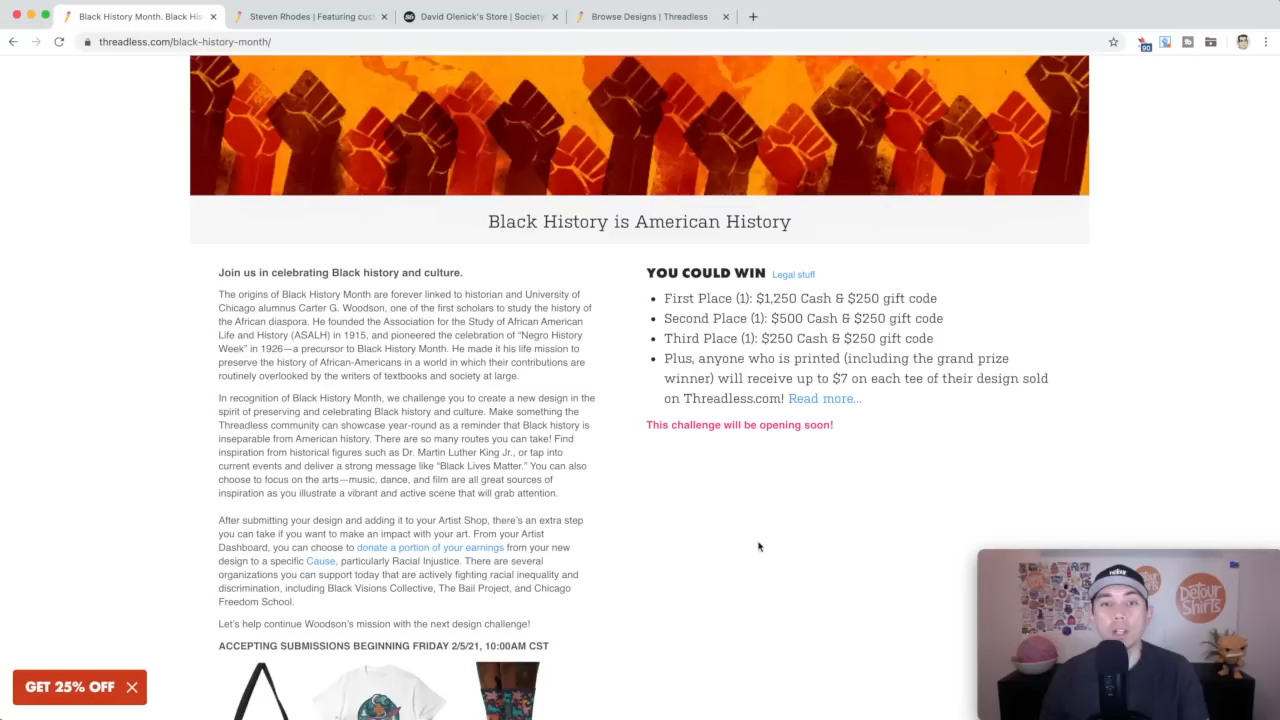 Black History Month. Black His
Steven Rhodes | Featuring cus
David Olenick's Store | Society
Browse Designs | Threadless
threadless.com/black-history-month/
90
Black History is American History
Join us in celebrating Black history and culture.
The origins of Black History Month are forever linked to historian and University of
Chicago alumnus Carter G. Woodson, one of the first scholars to study the history of
the African diaspora. He founded the Association for the Study of African American
Life and History (ASALH) in 1915, and pioneered the celebration of “Negro History
Week” in 1926—a precursor to Black History Month. He made it his life mission to
preserve the history of African-Americans in a world in which their contributions are
routinely overlooked by the writers of textbooks and society at large.
In recognition of Black History Month, we challenge you to create a new design in the
spirit of preserving and celebrating Black history and culture. Make something the
Threadless community can showcase year-round as a reminder that Black history is
inseparable from American history. There are so many routes you can take! Find
inspiration from historical figures such as Dr. Martin Luther King Jr., or tap into
current events and deliver a strong message like “Black Lives Matter.” You can also
choose to focus on the arts—music, dance, and film are all great sources of
inspiration as you illustrate a vibrant and active scene that will grab attention.
After submitting your design and adding it to your Artist Shop, there's an extra step
you can take if you want to make an impact with your art. From your Artist
Dashboard, you can choose to donate a portion of your earnings from your new
design to a specific Cause, particularly Racial Injustice. There are several
organizations you can support today that are actively fighting racial inequality and
discrimination, including Black Visions Collective, The Bail Project, and Chicago
Freedom School.
Let's help continue Woodson's mission with the next design challenge!
ACCEPTING SUBMISSIONS BEGINNING FRIDAY 2/5/21, 10:00AM CST
YOU COULD WIN Legal stuff
First Place (1): $1,250 Cash & $250 gift code
Second Place (1): $500 Cash & $250 gift code
Third Place (1): $250 Cash & $250 gift code
Plus, anyone who is printed (including the grand prize
winner) will receive up to $7 on each tee of their design sold
on Threadless.com! Read more...
This challenge will be opening soon!
GET 25% OFF
DETOUR
SHIRTS